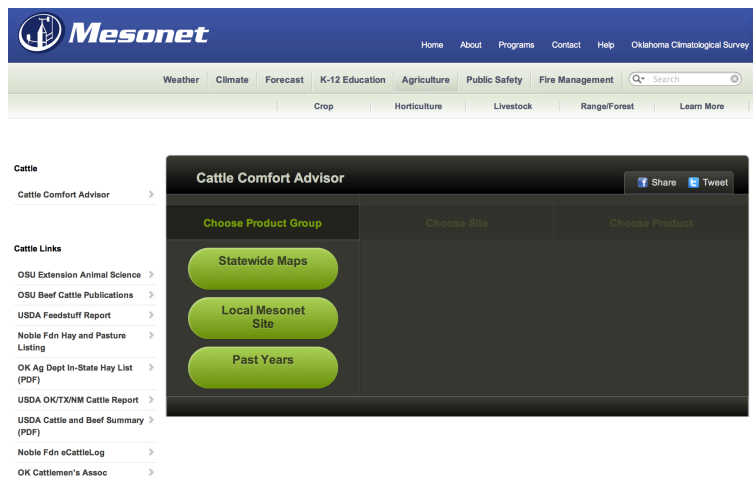 Mesonet
Home About Programs Contact Help Oklahoma Climatological Survey
Weather Climate Forecast K-12 Education Agriculture Public Safety Fire Management Search
Crop Horticulture Livestock Range/Forest Learn More
Cattle
Cattle Comfort Advisor
Cattle Links
OSU Extension Animal Science
OSU Beef Cattle Publications
USDA Feedstuff Report
Noble Fdn Hay and Pasture
Listing
OK Ag Dept In-State Hay List
(PDF)
USDA OK/TX/NM Cattle Report
USDA Cattle and Beef Summary
(PDF)
Noble Fdn eCattleLog
OK Cattlemen's Assoc
Cattle Comfort Advisor
Share Tweet
Choose Product Group Choose Site Choose Product
Statewide Maps
Local Mesonet
Site
Past Years